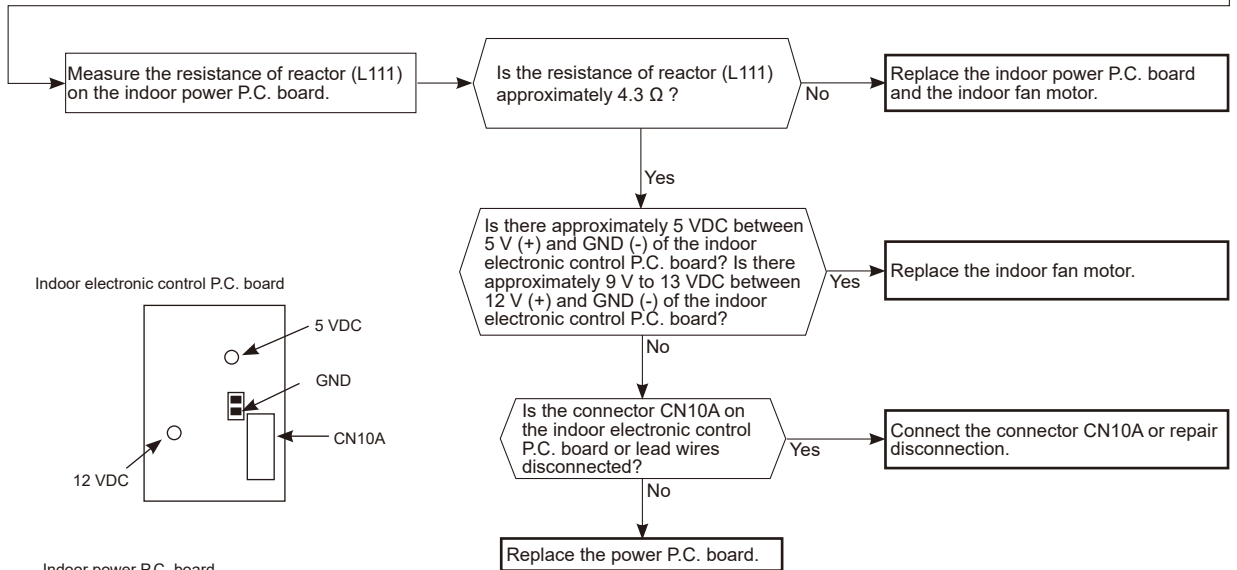 Measure the resistance of reactor (L111)
on the indoor power P.C. board.
Is the resistance of reactor (L111)
approximately 4.3 Ω ?
No
Replace the indoor power P.C. board
and the indoor fan motor.
Yes
Is there approximately 5 VDC between
5 V (+) and GND (-) of the indoor
electronic control P.C. board? Is there
approximately 9 V to 13 VDC between
12 V (+) and GND (-) of the indoor
electronic control P.C. board?
Yes
Replace the indoor fan motor.
No
Is the connector CN10A on
the indoor electronic control
P.C. board or lead wires
disconnected?
Yes
Connect the connector CN10A or repair
disconnection.
No
Replace the power P.C. board.
Indoor electronic control P.C. board
5 VDC
GND
CN10A
12 VDC
Indoor power P.C. board